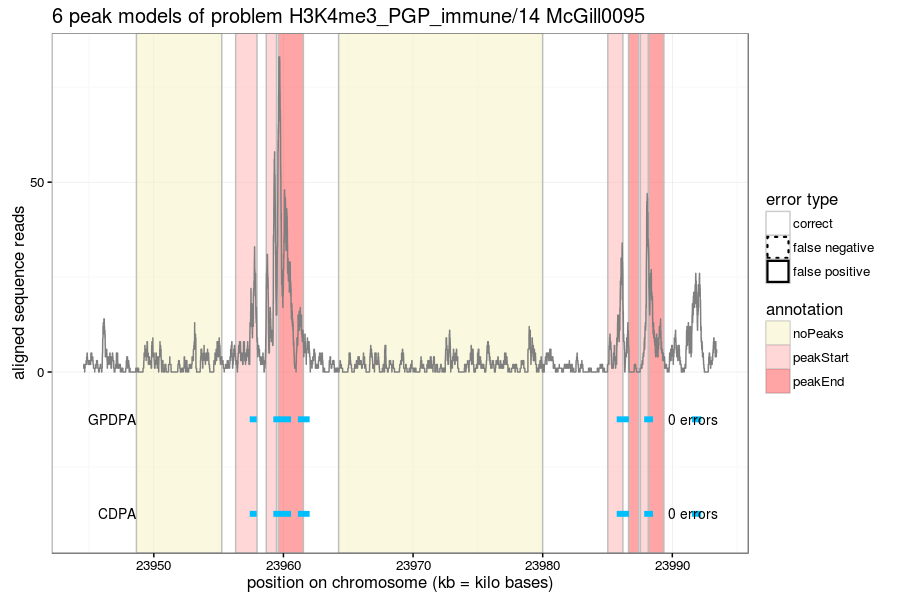 6 peak models of problem H3K4me3_PGP_immune/14 McGill0095
aligned sequence reads
50
0
GPDPA
0 errors
CDPA
0 errors
23950
23960
23970
23980
23990
position on chromosome (kb = kilo bases)
error type
correct
false negative
false positive
annotation
noPeaks
peakStart
peakEnd